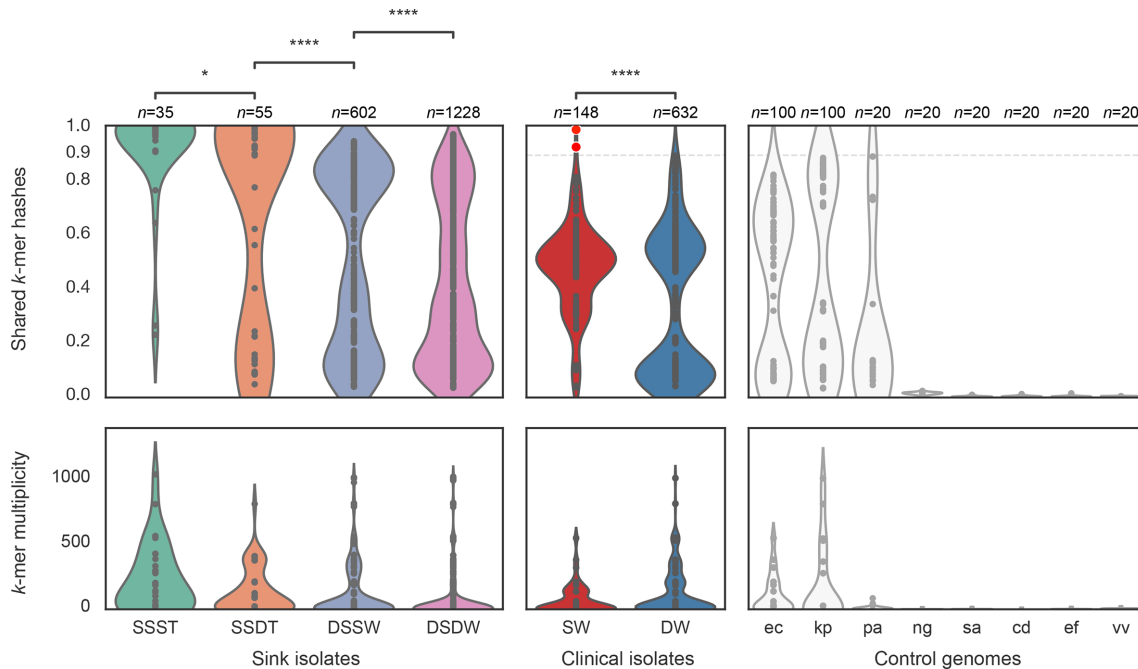 ****
****
*
****
n=35 n=55 n=602 n=1228 n=148 n=632 n=100 n=100 n=20 n=20 n=20 n=20 n=20 n=20
Shared k-mer hashes
1.0
0.9
0.8
0.6
0.4
0.2
0.0
k-mer multiplicity
1000
500
0
SSST SSDT DSSW DSDW SW DW ec kp pa ng sa cd ef vv
Sink isolates Clinical isolates Control genomes